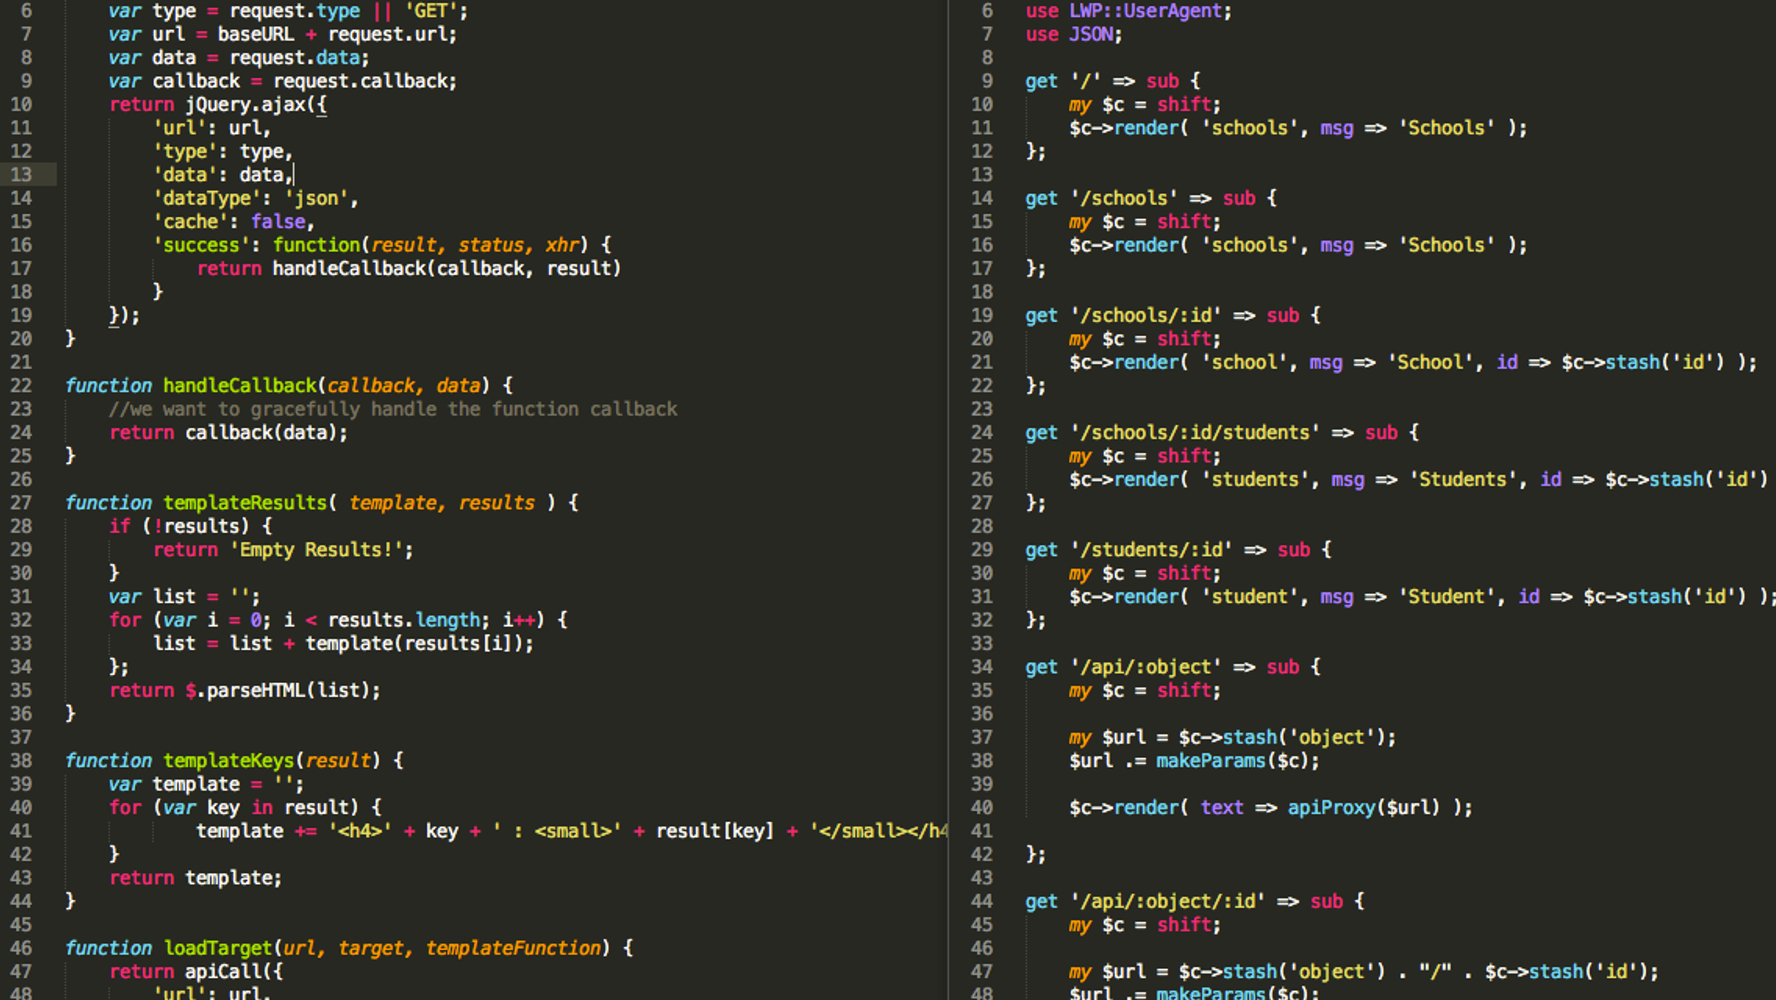 6 var type = request.type || 'GET';
7 var url = baseURL + request.url;
8 var data = request.data;
9 var callback = request.callback;
10 return jQuery.ajax({
11 'url': url,
12 'type': type,
13 'data': data,
14 'dataType': 'json',
15 'cache': false,
16 'success': function(result, status, xhr) {
17 return handleCallback(callback, result)
18 }
19 });
20 }
21
22 function handleCallback(callback, data) {
23 //we want to gracefully handle the function callback
24 return callback(data);
25 }
26
27 function templateResults( template, results ) {
28 if (!results) {
29 return 'Empty Results!';
30 }
31 var list = '';
32 for (var i = 0; i < results.length; i++) {
33 list = list + template(results[i]);
34 };
35 return $.parseHTML(list);
36 }
37
38 function templateKeys(result) {
39 var template = '';
40 for (var key in result) {
41 template += '<h4>' + key + ' : <small>' + result[key] + '</small></h4
42 }
43 return template;
44 }
45
46 function loadTarget(url, target, templateFunction) {
47 return apiCall({
48 'url': url,
6 use LWP::UserAgent;
7 use JSON;
8
9 get '/' => sub {
10 my $c = shift;
11 $c->render( 'schools', msg => 'Schools' );
12 };
13
14 get '/schools' => sub {
15 my $c = shift;
16 $c->render( 'schools', msg => 'Schools' );
17 };
18
19 get '/schools/:id' => sub {
20 my $c = shift;
21 $c->render( 'school', msg => 'School', id => $c->stash('id') );
22 };
23
24 get '/schools/:id/students' => sub {
25 my $c = shift;
26 $c->render( 'students', msg => 'Students', id => $c->stash('id')
27 };
28
29 get '/students/:id' => sub {
30 my $c = shift;
31 $c->render( 'student', msg => 'Student', id => $c->stash('id') );
32 };
33
34 get '/api/:object' => sub {
35 my $c = shift;
36
37 my $url = $c->stash('object');
38 $url .= makeParams($c);
39
40 $c->render( text => apiProxy($url) );
41
42 };
43
44 get '/api/:object/:id' => sub {
45 my $c = shift;
46
47 my $url = $c->stash('object') . "/" . $c->stash('id');
48 $url .= makeParams($c);